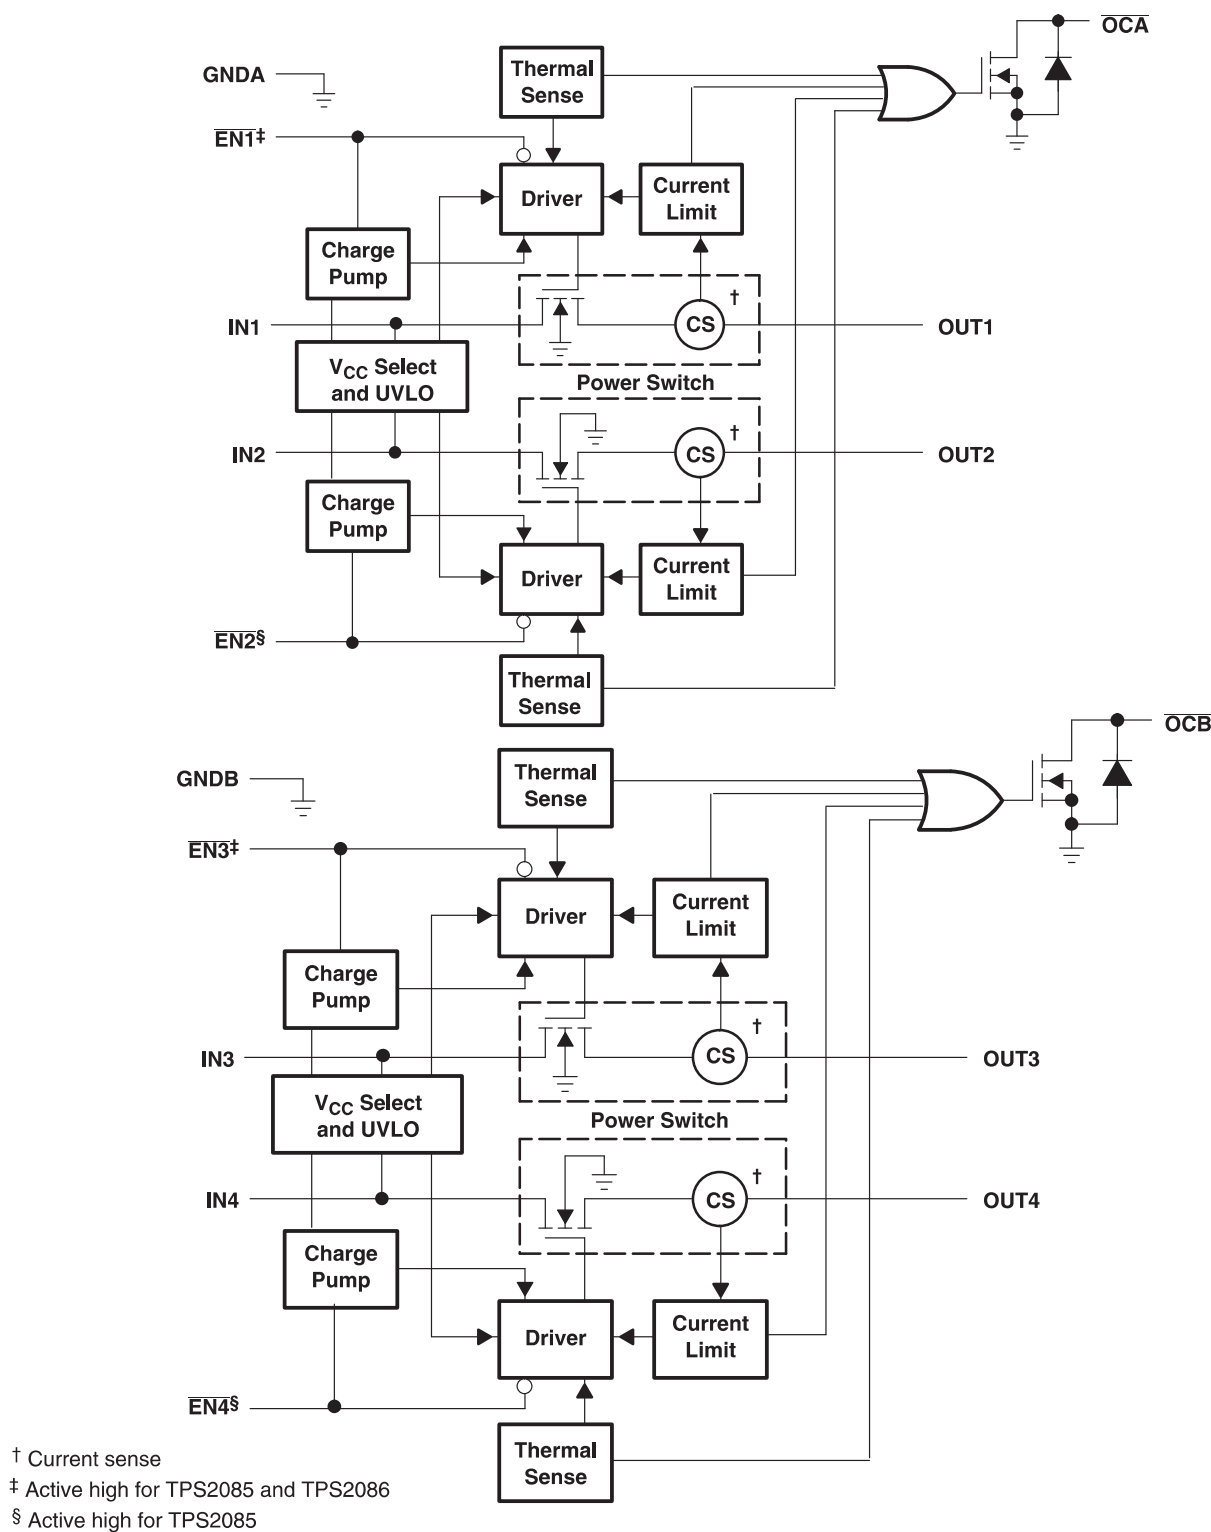 OCA
GNDA
Thermal
Sense
EN1‡
Driver
Current
Limit
Charge
Pump
†
IN1
CS
OUT1
VCC Select
and UVLO
Power Switch
†
IN2
CS
OUT2
Charge
Pump
Driver
Current
Limit
EN2§
Thermal
Sense
OCB
GNDB
Thermal
Sense
EN3‡
Driver
Current
Limit
Charge
Pump
†
IN3
CS
OUT3
VCC Select
and UVLO
Power Switch
†
IN4
CS
OUT4
Charge
Pump
Driver
Current
Limit
EN4§
Thermal
Sense
† Current sense
‡ Active high for TPS2085 and TPS2086
§ Active high for TPS2085